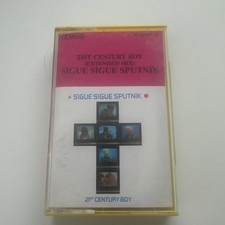 21ST CENTURY BOY
(EXTENDED MIX)
SIGUE SIGUE SPUTNIK
SIGUE SIGUE SPUTNIK
21ST CENTURY BOY